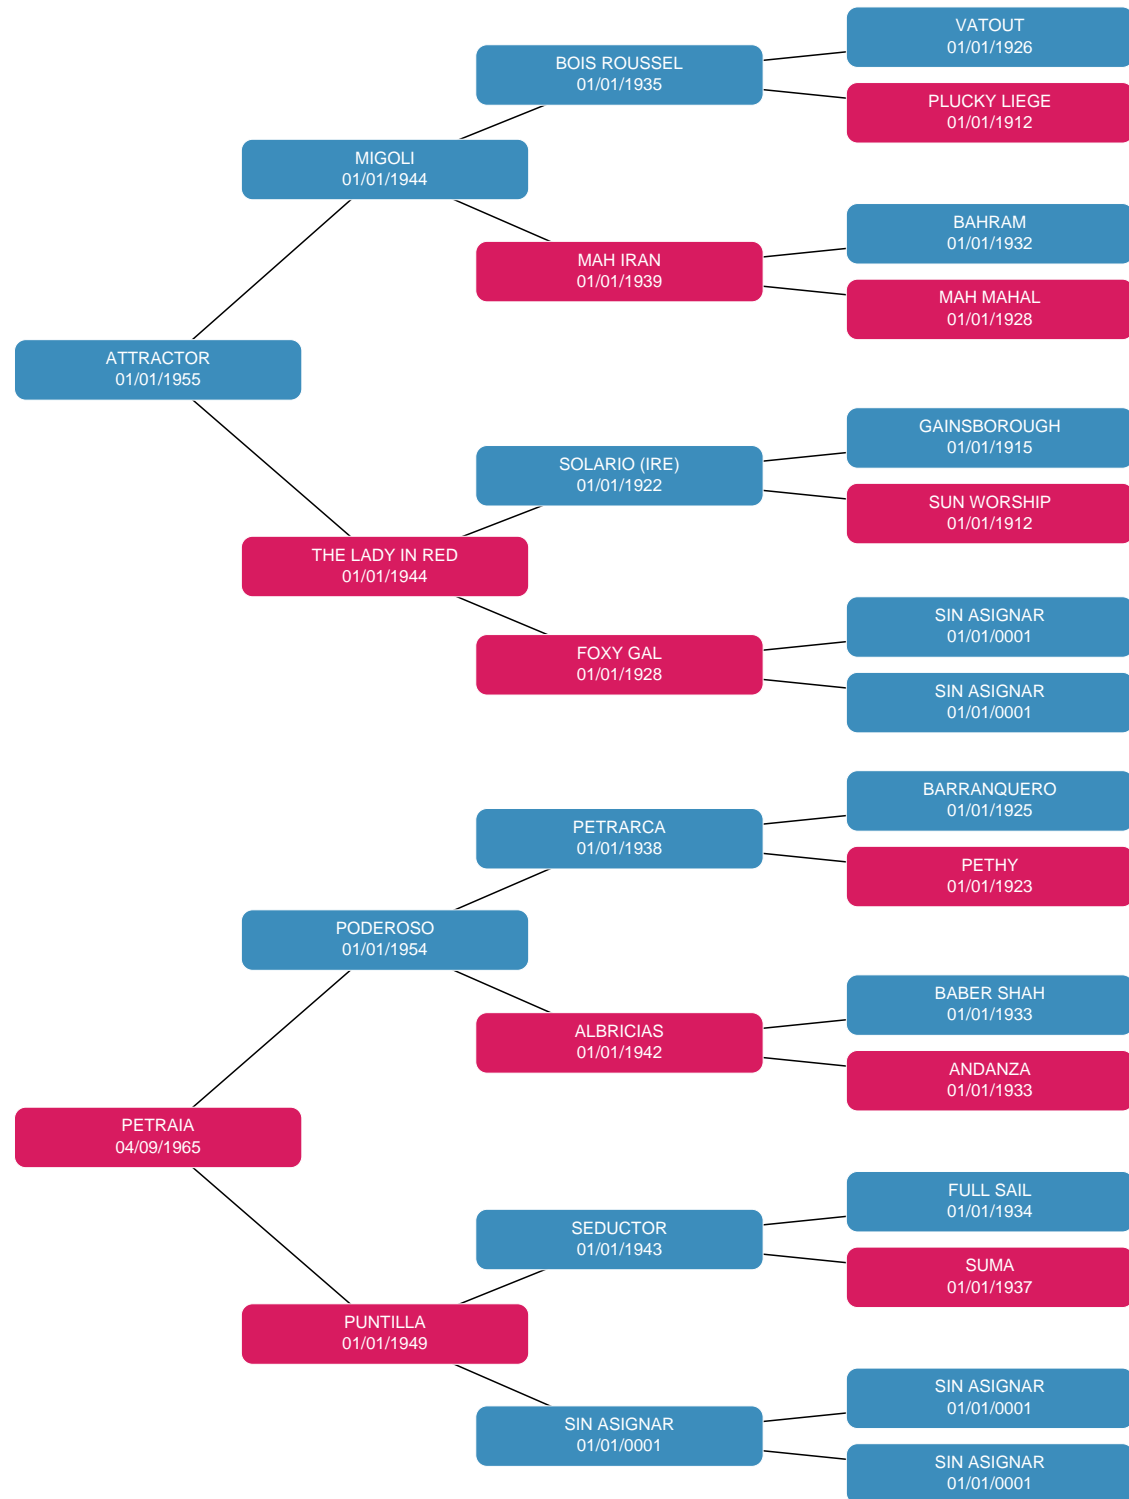 VATOUT
01/01/1926
BOIS ROUSSEL
01/01/1935
PLUCKY LIEGE
01/01/1912
MIGOLI
01/01/1944
BAHRAM
01/01/1932
MAH IRAN
01/01/1939
MAH MAHAL
01/01/1928
ATTRACTOR
01/01/1955
GAINSBOROUGH
01/01/1915
SOLARIO (IRE)
01/01/1922
SUN WORSHIP
01/01/1912
THE LADY IN RED
01/01/1944
SIN ASIGNAR
01/01/0001
FOXY GAL
01/01/1928
SIN ASIGNAR
01/01/0001
BARRANQUERO
01/01/1925
PETRARCA
01/01/1938
PETHY
01/01/1923
PODEROSO
01/01/1954
BABER SHAH
01/01/1933
ALBRICIAS
01/01/1942
ANDANZA
01/01/1933
PETRAIA
04/09/1965
FULL SAIL
01/01/1934
SEDUCTOR
01/01/1943
SUMA
01/01/1937
PUNTILLA
01/01/1949
SIN ASIGNAR
01/01/0001
SIN ASIGNAR
01/01/0001
SIN ASIGNAR
01/01/0001